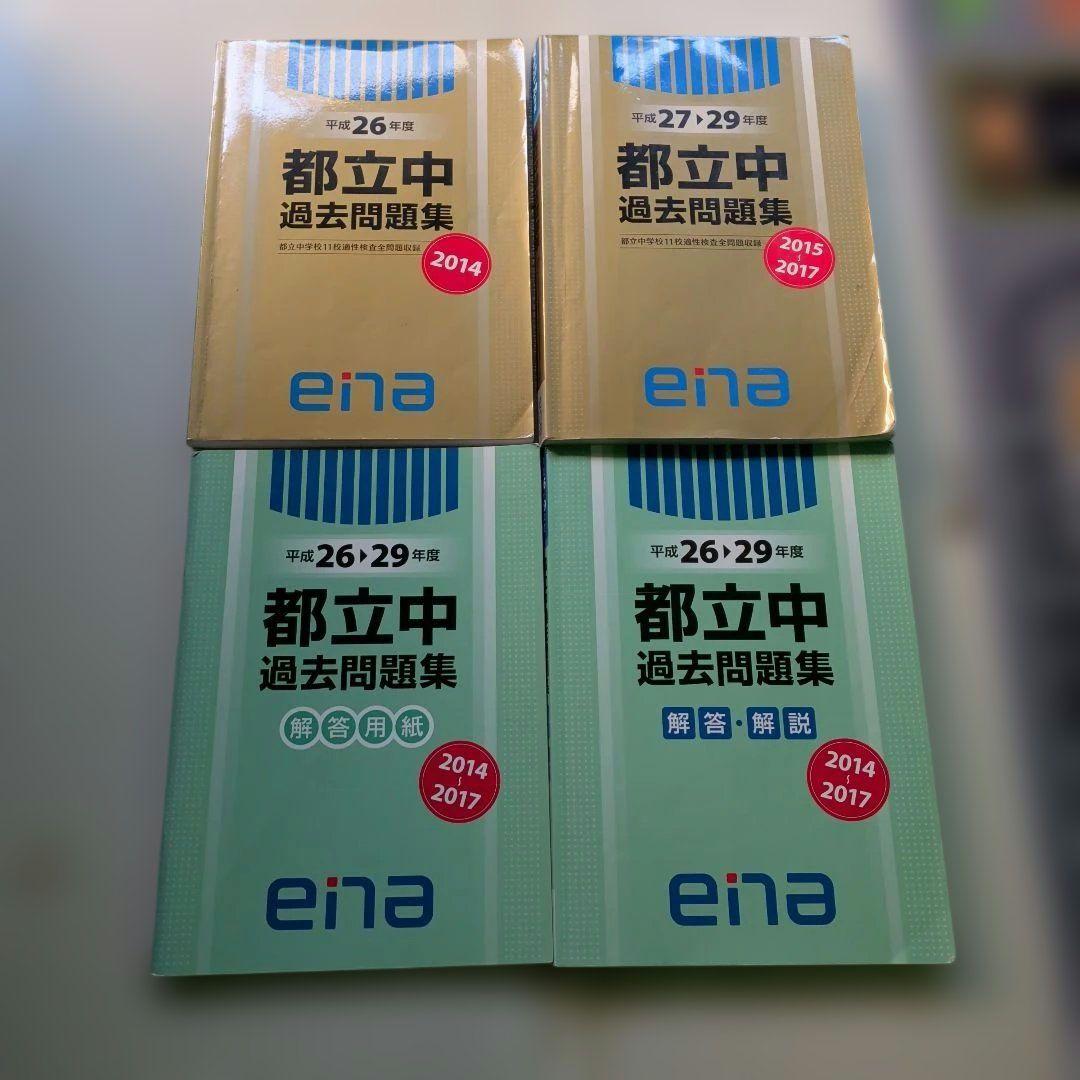 平成26年度
都立中
過去問題集
都立中学校11校適性検査全問題収録
2014
ena
平成27▶29年度
都立中
過去問題集
都立中学校11校適性検査全問題収録
2015
~
2017
ena
平成26▶29年度
都立中
過去問題集
解答用紙
2014
~
2017
ena
平成26▶29年度
都立中
過去問題集
解答・解説
2014
~
2017
ena